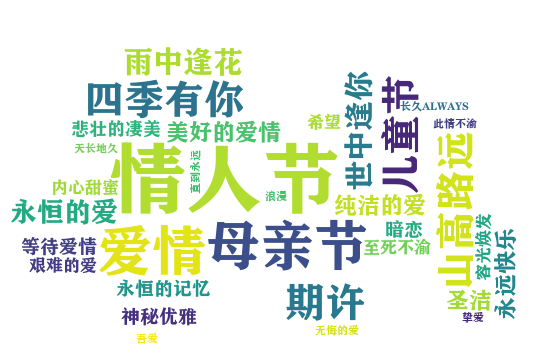 雨中逢花
四季有你
悲壮的凄美
美好的爱情
希望
世中逢你
儿童节
长久ALWAYS
此情不渝
天长地久
情人节
直到永远
浪漫
内心甜蜜
永恒的爱
纯洁的爱
山高路远
等待爱情
艰难的爱
爱情
母亲节
暗恋
至死不渝
容光焕发
永远快乐
永恒的记忆
期许
圣洁
挚爱
神秘优雅
无悔的爱
吾爱